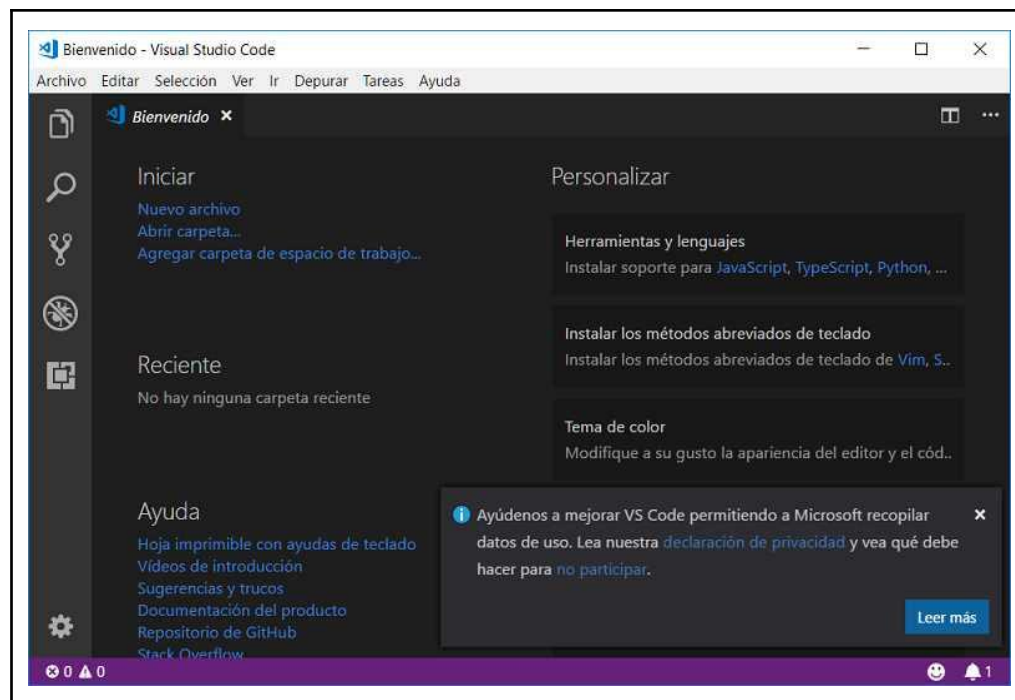 Bienvenido - Visual Studio Code
Archivo Editar Selección Ver Ir Depurar Tareas Ayuda
Bienvenido
Iniciar
Nuevo archivo
Abrir carpeta...
Agregar carpeta de espacio de trabajo...
Reciente
No hay ninguna carpeta reciente
Ayuda
Hoja imprimible con ayudas de teclado
Vídeos de introducción
Sugerencias y trucos
Documentación del producto
Repositorio de GitHub
Stack Overflow
Personalizar
Herramientas y lenguajes
Instalar soporte para JavaScript, TypeScript, Python, ...
Instalar los métodos abreviados de teclado
Instalar los métodos abreviados de teclado de Vim, S..
Tema de color
Modifique a su gusto la apariencia del editor y el cód..
Ayúdenos a mejorar VS Code permitiendo a Microsoft recopilar
datos de uso. Lea nuestra declaración de privacidad y vea qué debe
hacer para no participar.
Leer más
0 0
1